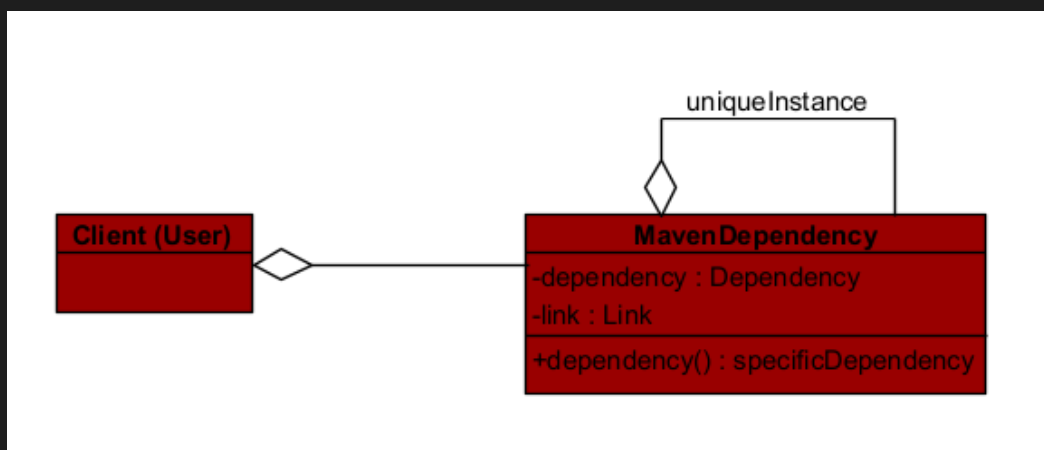 uniqueInstance
Client (User)
MavenDependency
-dependency : Dependency
-link : Link
+dependency() : specificDependency